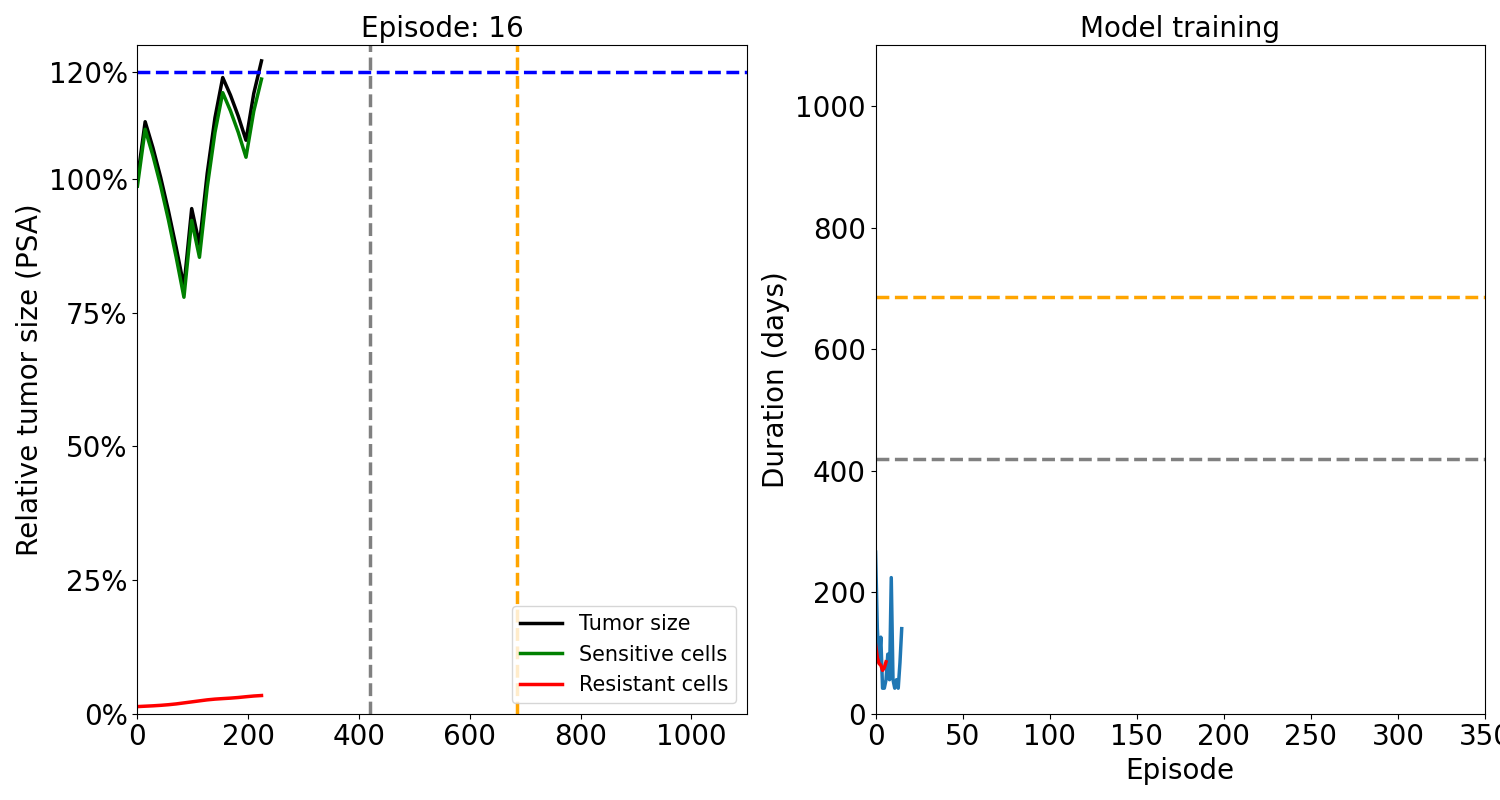 Episode: 16
Relative tumor size (PSA)
120%
100%
75%
50%
25%
0%
0 200 400 600 800 1000
Tumor size
Sensitive cells
Resistant cells
Model training
Duration (days)
1000
800
600
400
200
0
0 50 100 150 200 250 300 350
Episode